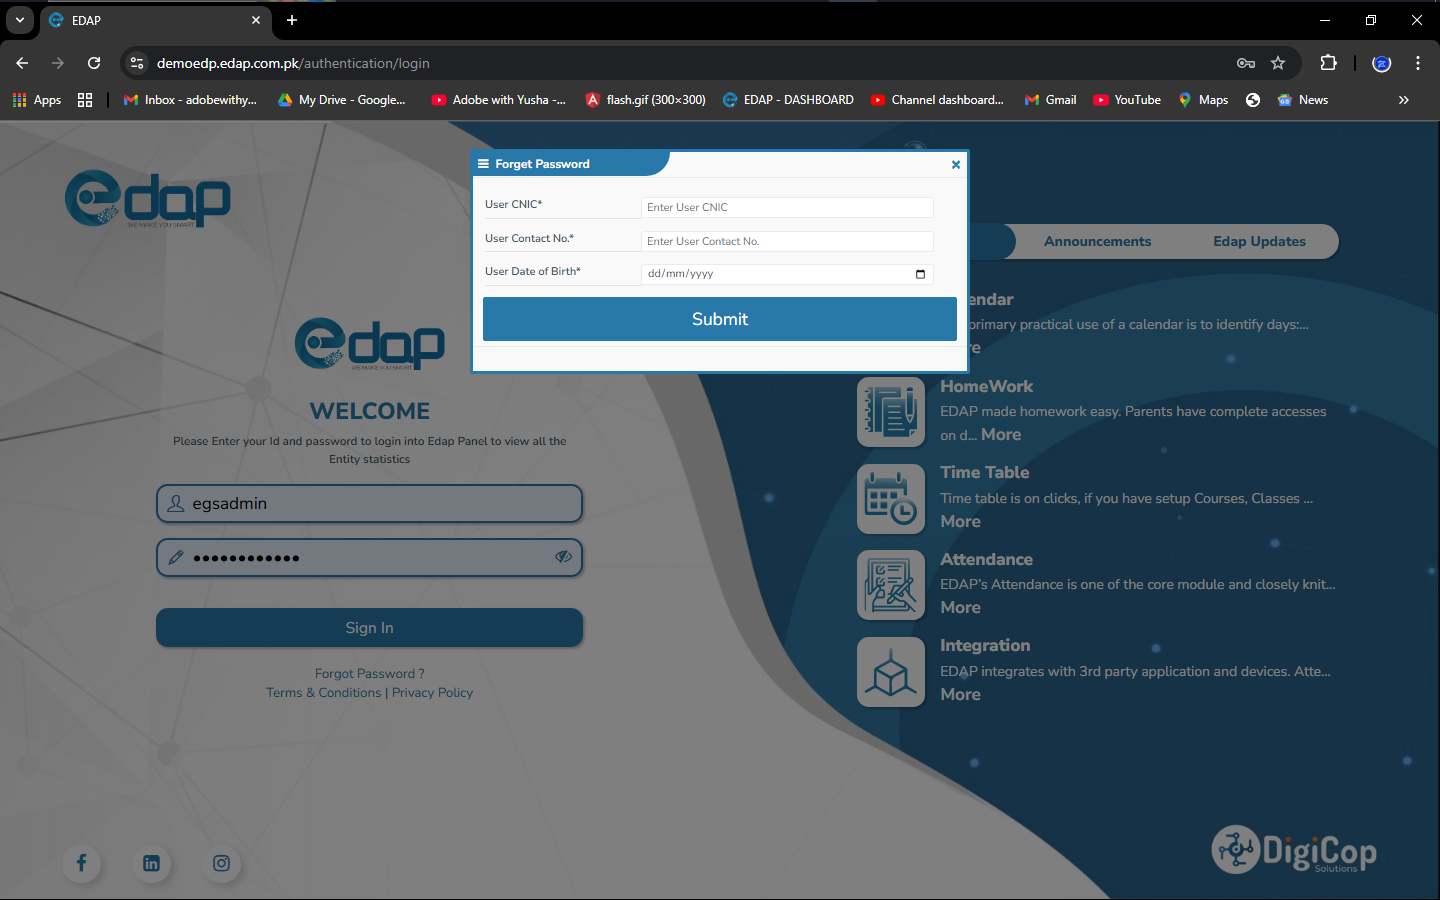 EDAP
demoedp.edap.com.pk/authentication/login
Apps
Inbox - adobewithy...
My Drive - Google...
Adobe with Yusha -...
flash.gif (300×300)
EDAP - DASHBOARD
Channel dashboard...
Gmail
YouTube
Maps
News
edap
WE MAKE YOU SMART
Forget Password
User CNIC*
Enter User CNIC
User Contact No.*
Enter User Contact No.
User Date of Birth*
dd/mm/yyyy
Submit
edap
WE MAKE YOU SMART
WELCOME
Please Enter your Id and password to login into Edap Panel to view all the
Entity statistics
egsadmin
••••••••••••
Sign In
Forgot Password ?
Terms & Conditions | Privacy Policy
Announcements
Edap Updates
endar
primary practical use of a calendar is to identify days:...
re
HomeWork
EDAP made homework easy. Parents have complete accesses
on d... More
Time Table
Time table is on clicks, if you have setup Courses, Classes ...
More
Attendance
EDAP's Attendance is one of the core module and closely knit...
More
Integration
EDAP integrates with 3rd party application and devices. Atte...
More
DigiCop
Solutions